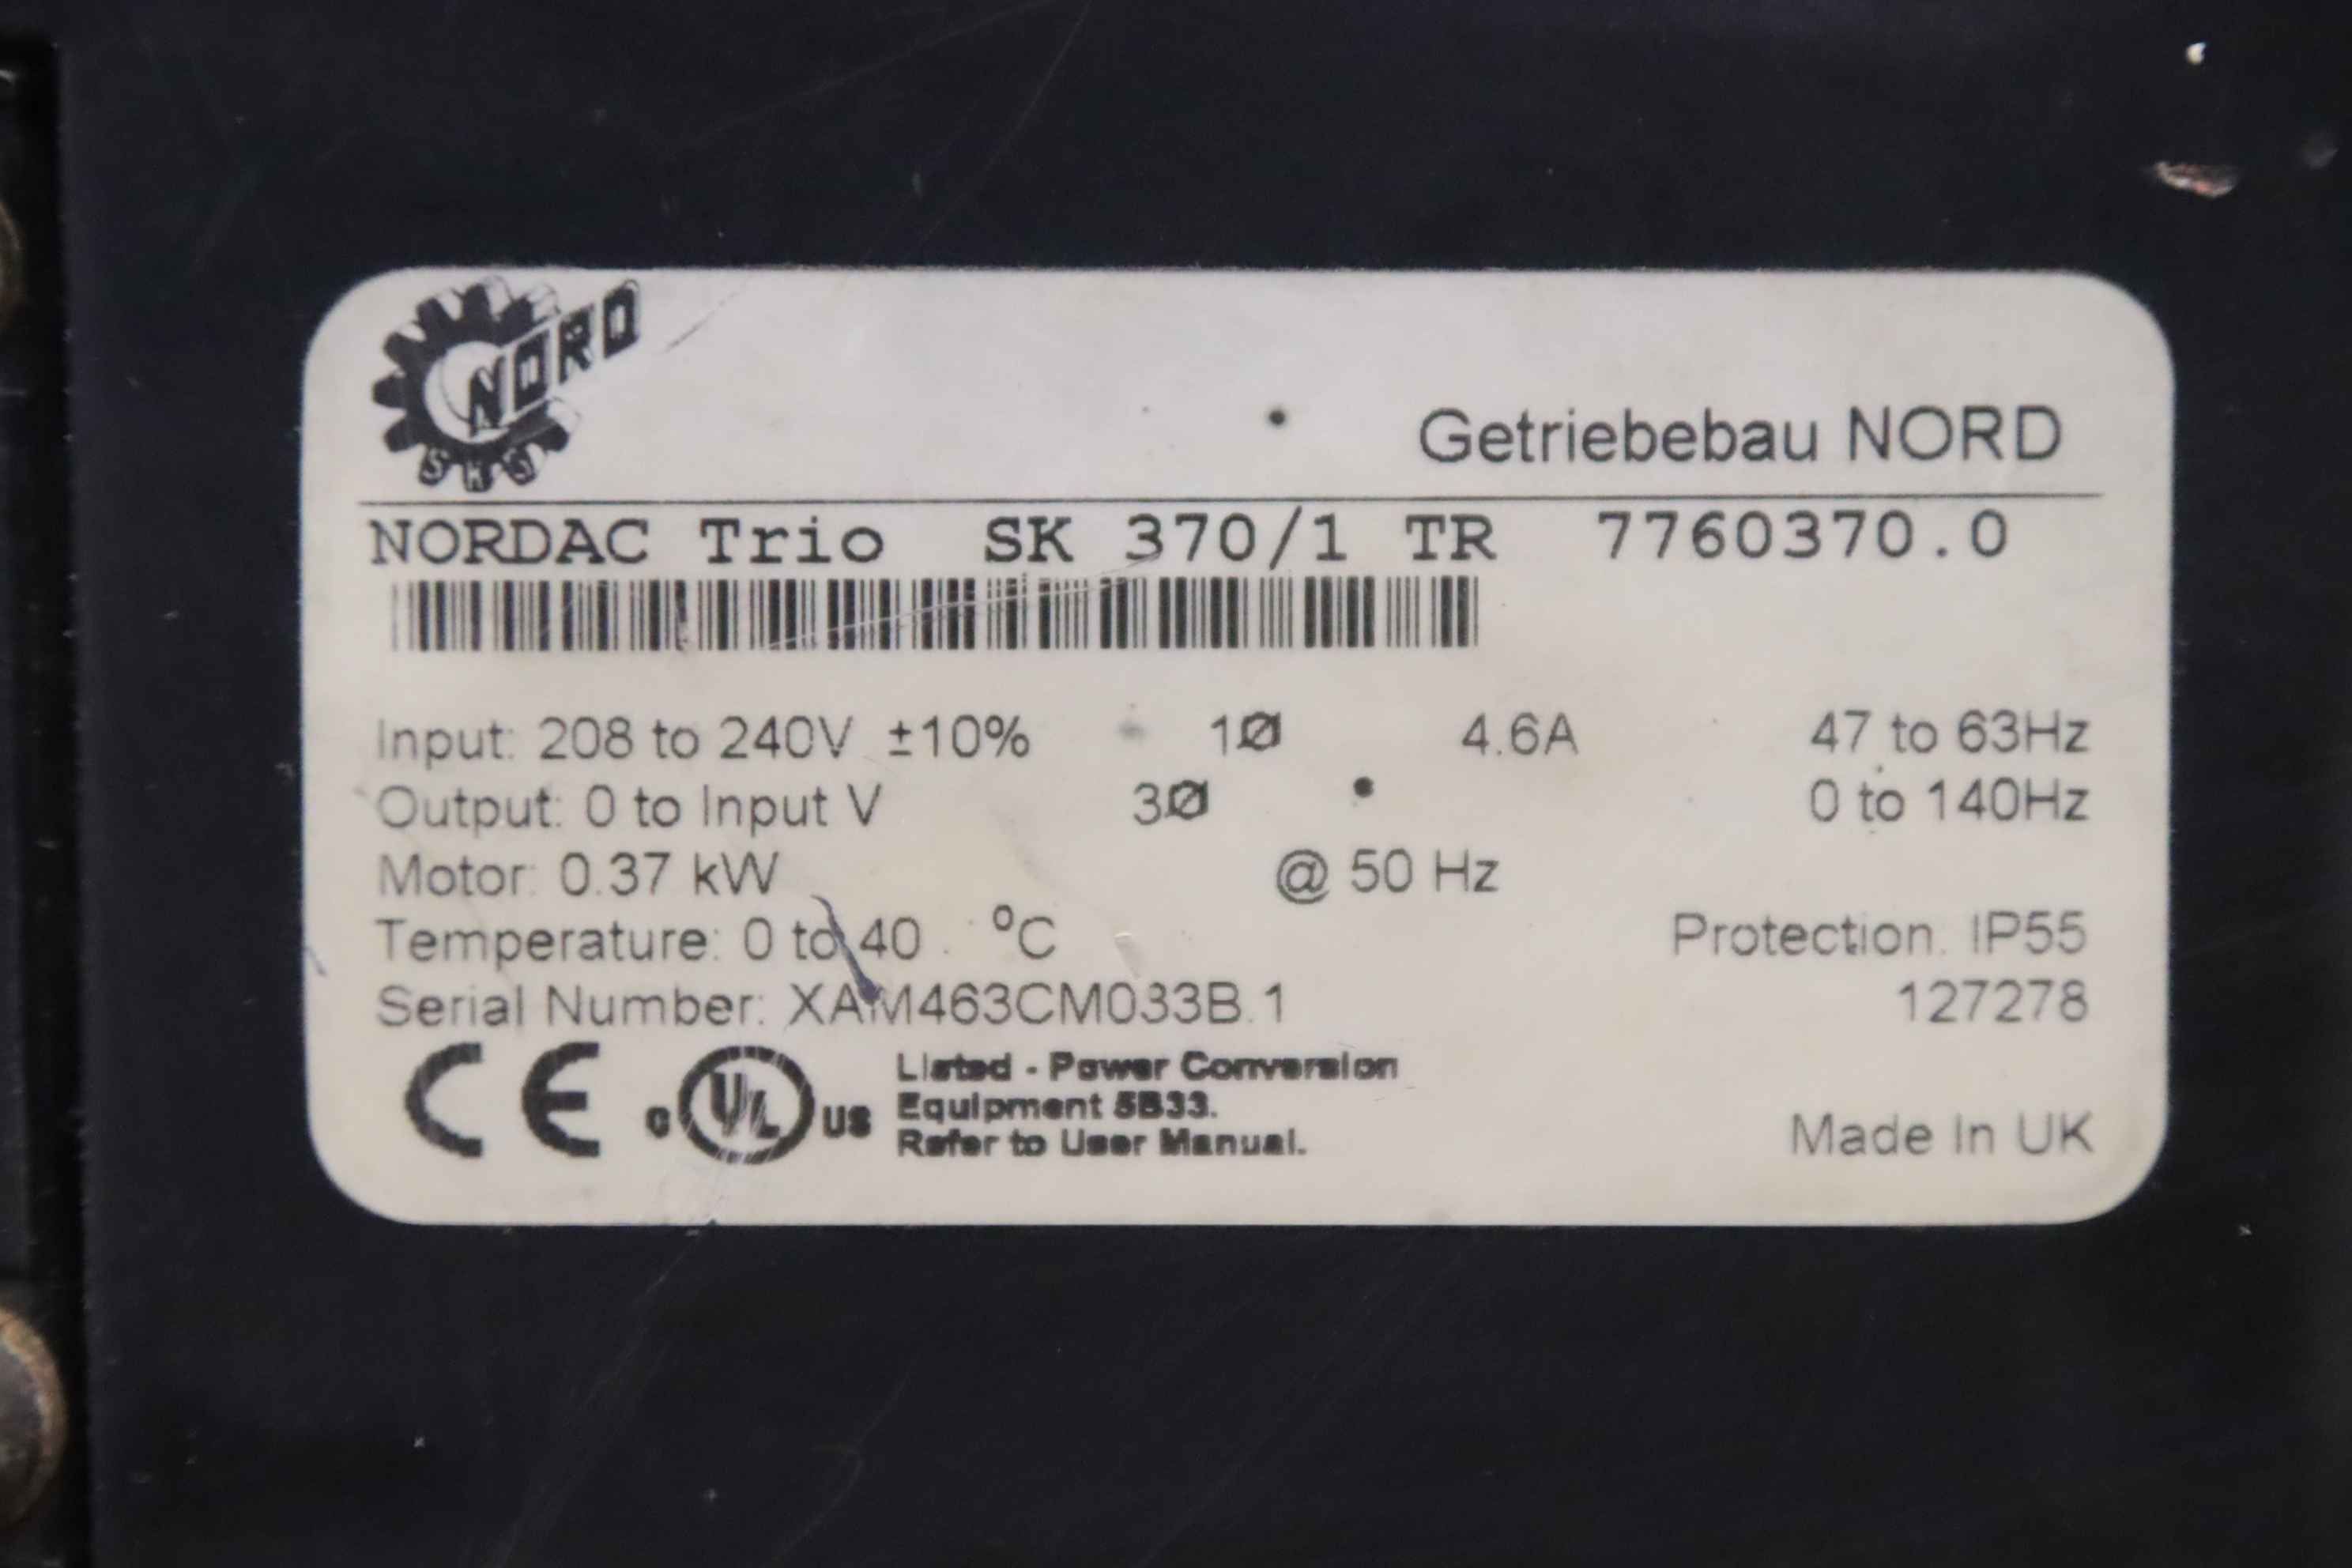 NORD
SKS
Getriebebau NORD
NORDAC Trio SK 370/1 TR 7760370.0
Input: 208 to 240V ±10% 1Ø 4.6A 47 to 63Hz
Output: 0 to Input V 3Ø 0 to 140Hz
Motor: 0.37 kW @ 50 Hz
Temperature: 0 to 40 °C Protection: IP55
Serial Number: XAM463CM033B.1 127278
CE c UL us Listed - Power Conversion
Equipment 5B33.
Refer to User Manual.
Made In UK